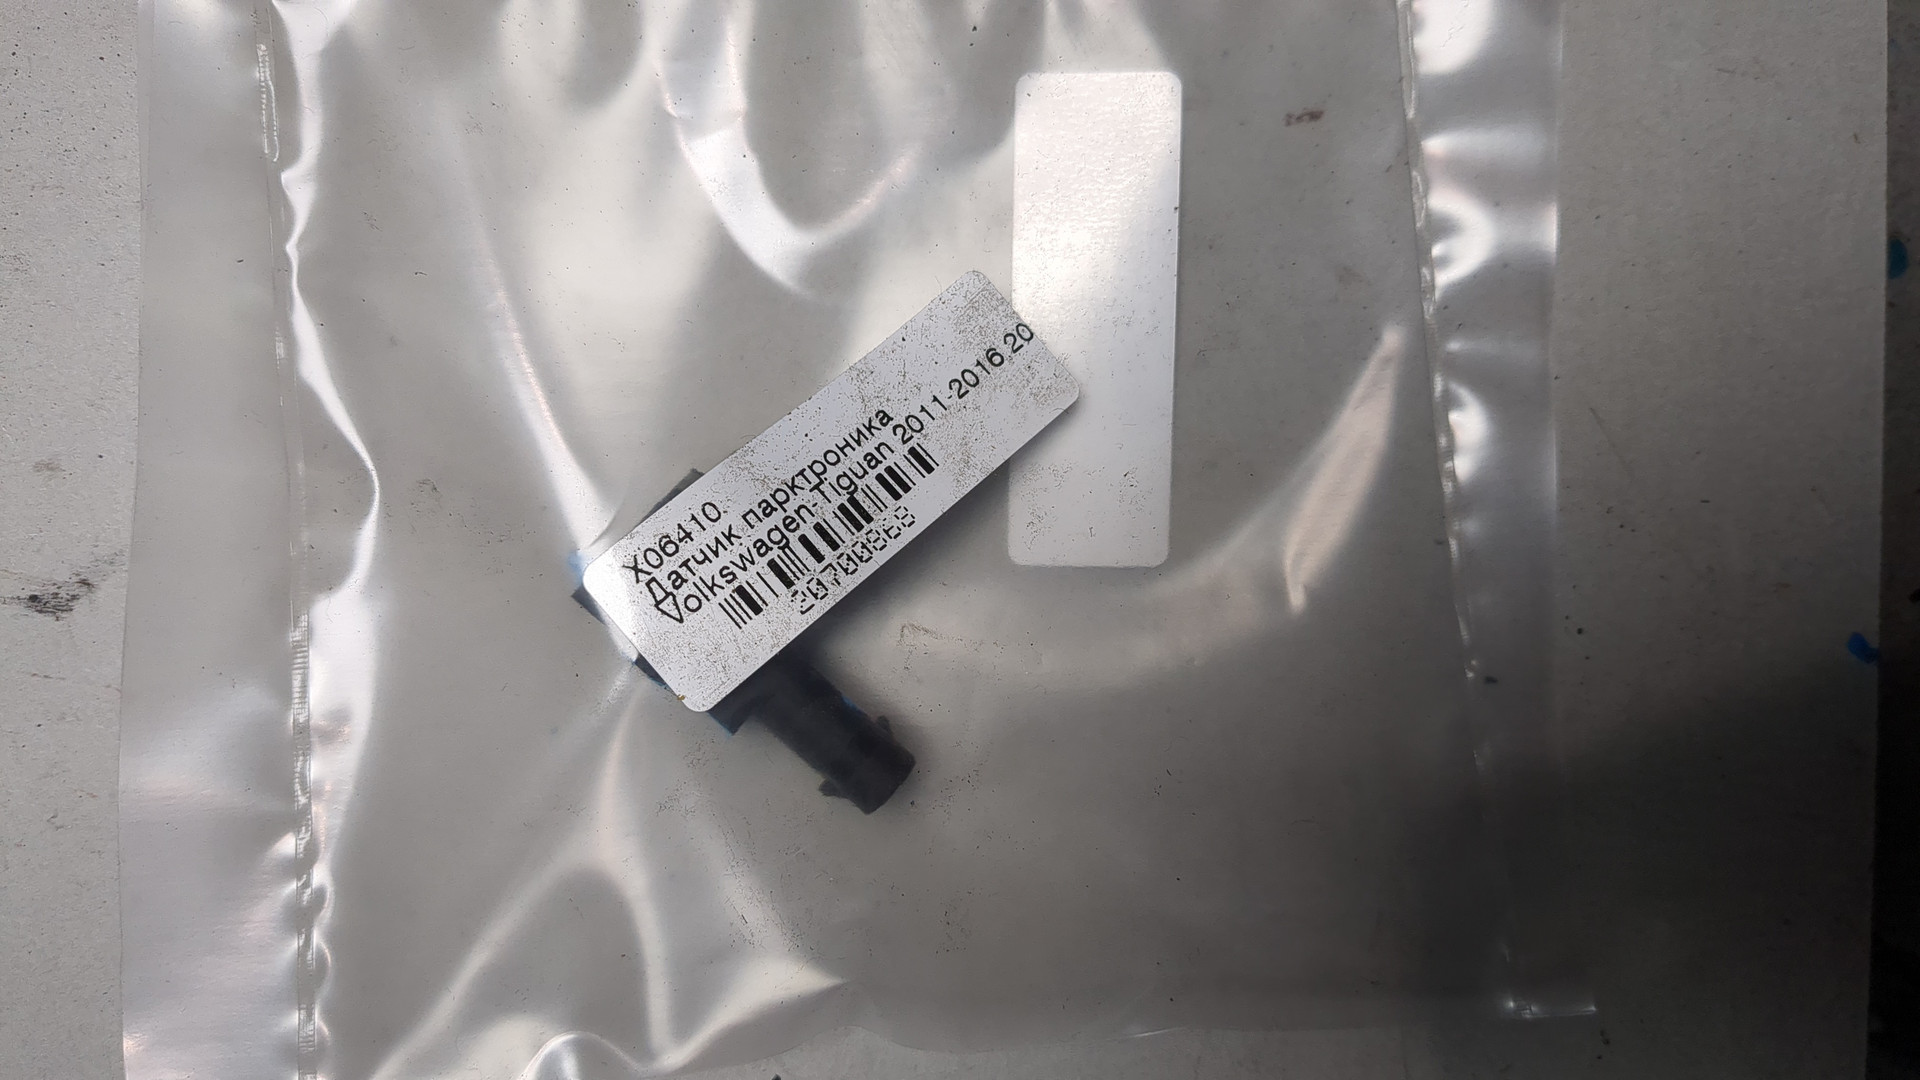 X06410
Датчик парктроника
Volkswagen Tiguan 2011-2016 20
20700868